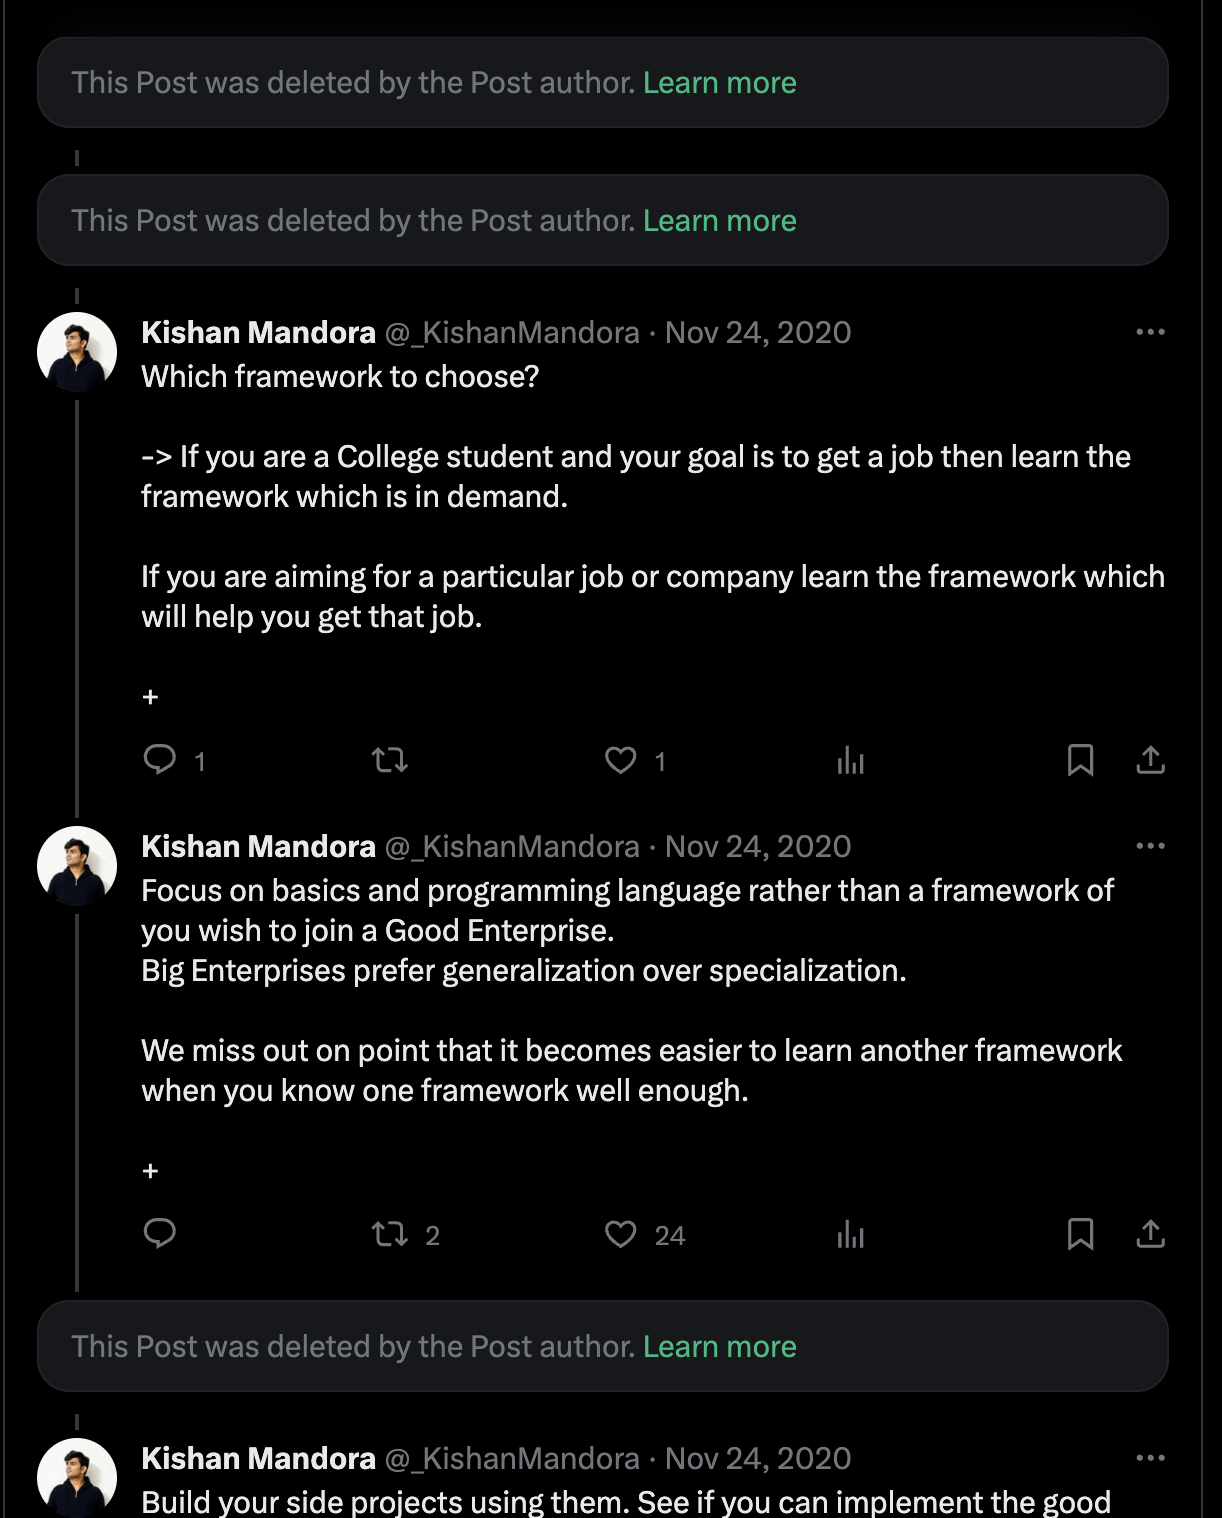 This Post was deleted by the Post author. Learn more
This Post was deleted by the Post author. Learn more
Kishan Mandora @_KishanMandora · Nov 24, 2020
Which framework to choose?
-> If you are a College student and your goal is to get a job then learn the
framework which is in demand.
If you are aiming for a particular job or company learn the framework which
will help you get that job.
+
1 1
Kishan Mandora @_KishanMandora · Nov 24, 2020
Focus on basics and programming language rather than a framework of
you wish to join a Good Enterprise.
Big Enterprises prefer generalization over specialization.
We miss out on point that it becomes easier to learn another framework
when you know one framework well enough.
+
2 24
This Post was deleted by the Post author. Learn more
Kishan Mandora @_KishanMandora · Nov 24, 2020
Build your side projects using them. See if you can implement the good